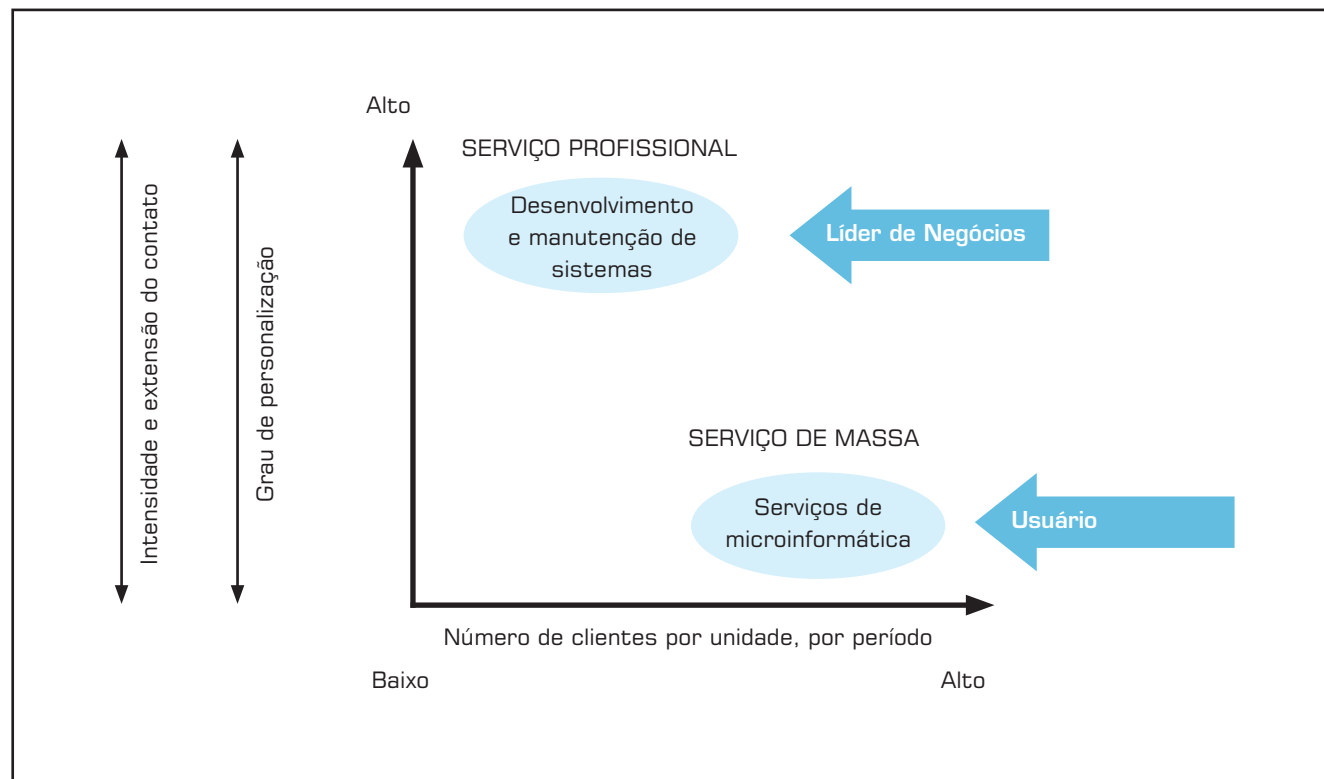 Alto
SERVIÇO PROFISSIONAL
Desenvolvimento
e manutenção de
sistemas
Líder de Negócios
Intensidade e extensão do contato
Grau de personalização
SERVIÇO DE MASSA
Serviços de
microinformática
Usuário
Número de clientes por unidade, por período
Baixo
Alto